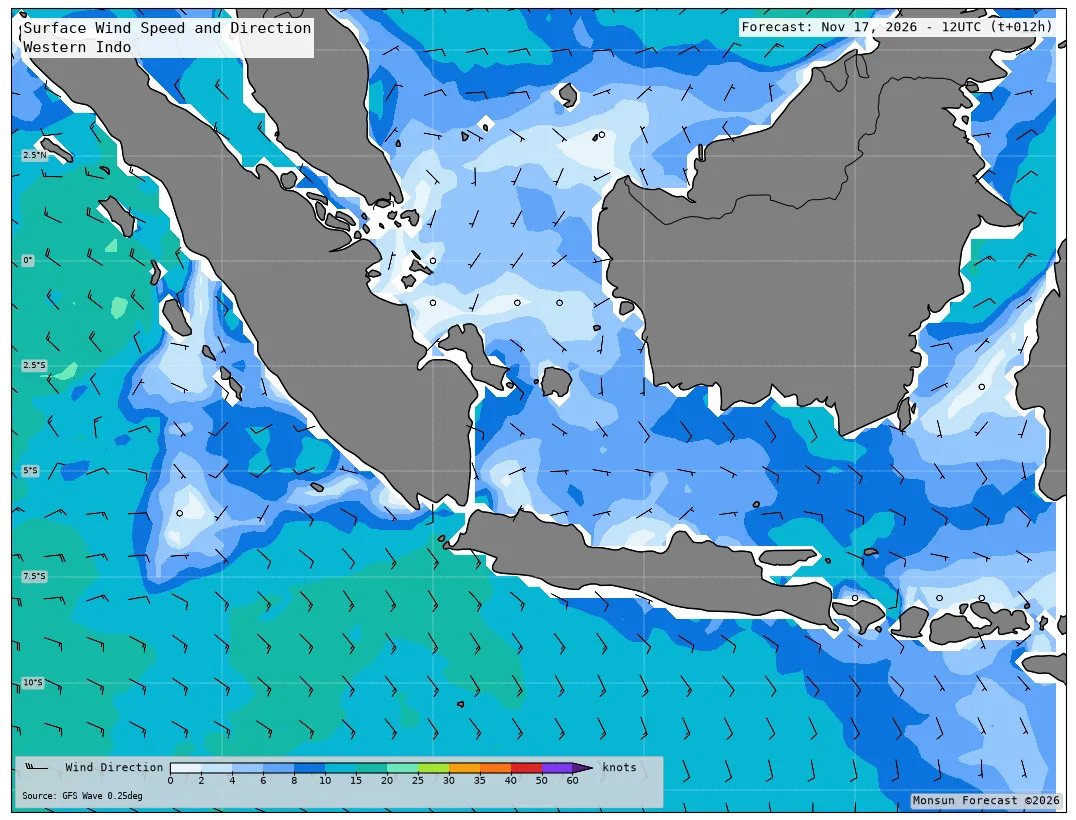 Surface Wind Speed and Direction
Western Indo
Forecast: Nov 17, 2026 - 12UTC (t+012h)
2.5°N
0°
2.5°S
5°S
7.5°S
10°S
Wind Direction
0 2 4 6 8 10 15 20 25 30 35 40 50 60
knots
Source: GFS Wave 0.25deg
Monsun Forecast ©2026